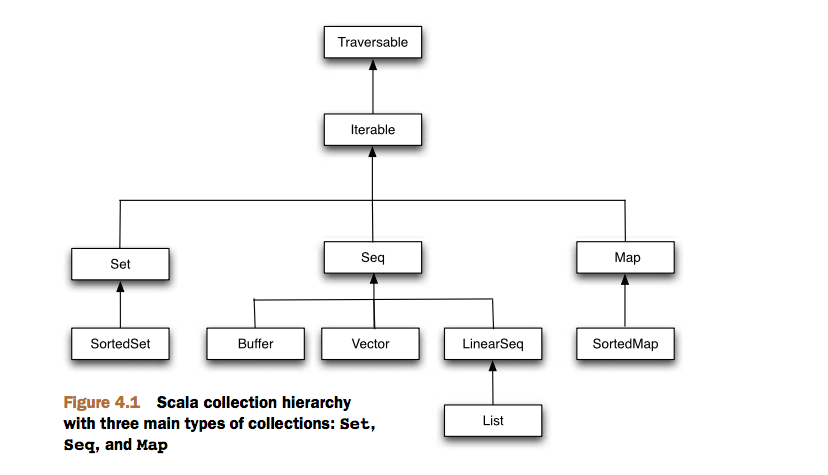 Traversable
Iterable
Set
Seq
Map
SortedSet
Buffer
Vector
LinearSeq
SortedMap
List
Figure 4.1 Scala collection hierarchy
with three main types of collections: Set,
Seq, and Map